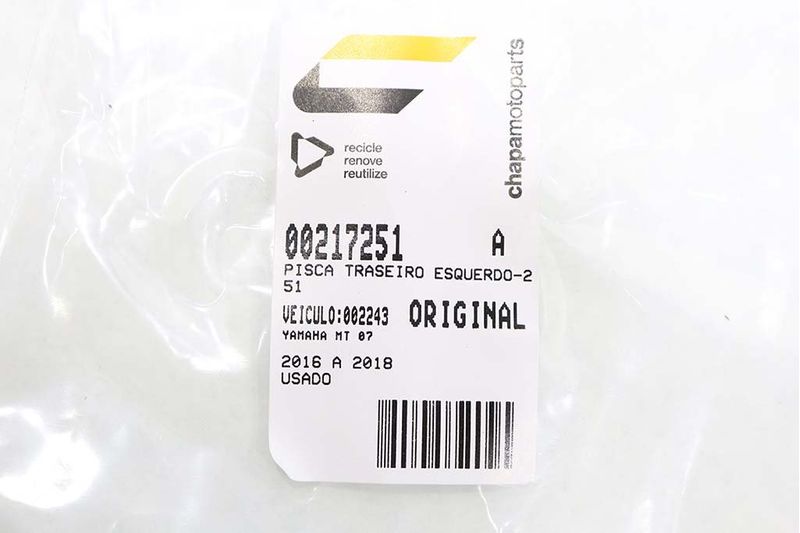 chapamotoparts
recicle
renove
reutilize
00217251 A
PISCA TRASEIRO ESQUERDO-2
51
VEICULO:002243 ORIGINAL
YAMAHA MT 07
2016 A 2018
USADO